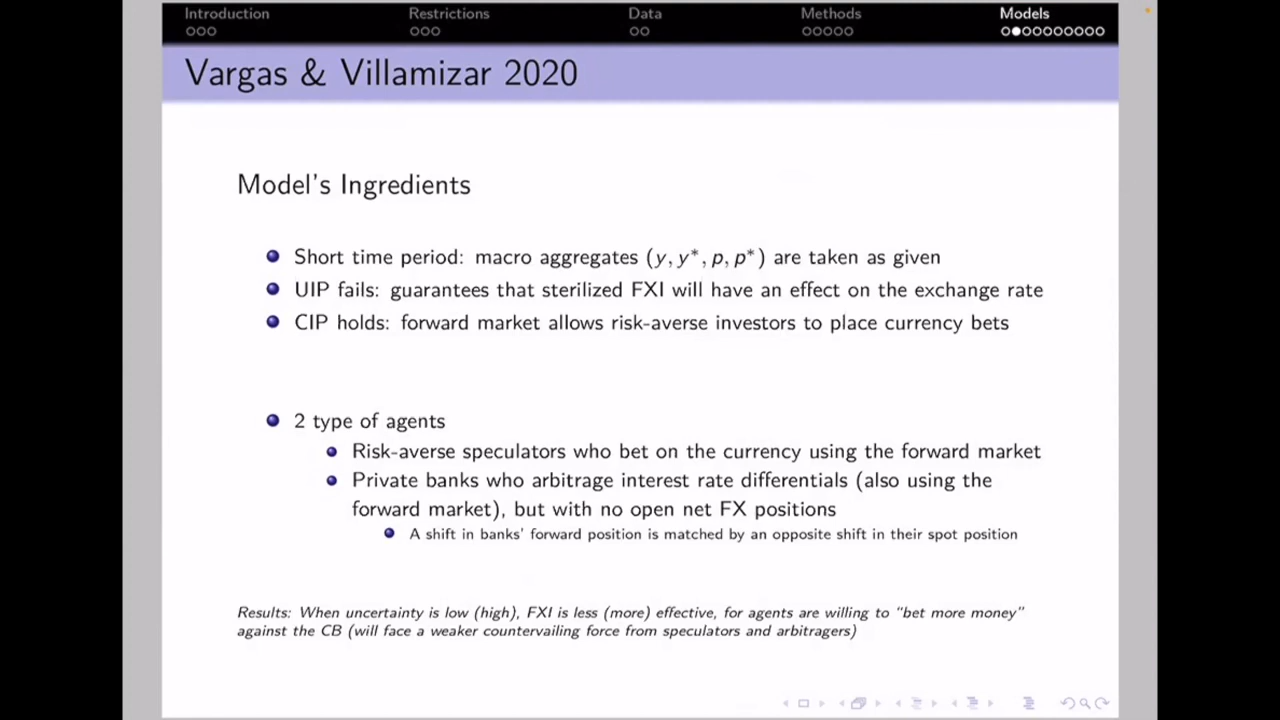 Introduction Restrictions Data Methods Models
Vargas & Villamizar 2020
Model's Ingredients
Short time period: macro aggregates (y, y*, p, p*) are taken as given
UIP fails: guarantees that sterilized FXI will have an effect on the exchange rate
CIP holds: forward market allows risk-averse investors to place currency bets
2 type of agents
Risk-averse speculators who bet on the currency using the forward market
Private banks who arbitrage interest rate differentials (also using the
forward market), but with no open net FX positions
A shift in banks' forward position is matched by an opposite shift in their spot position
Results: When uncertainty is low (high), FXI is less (more) effective, for agents are willing to “bet more money”
against the CB (will face a weaker countervailing force from speculators and arbitragers)